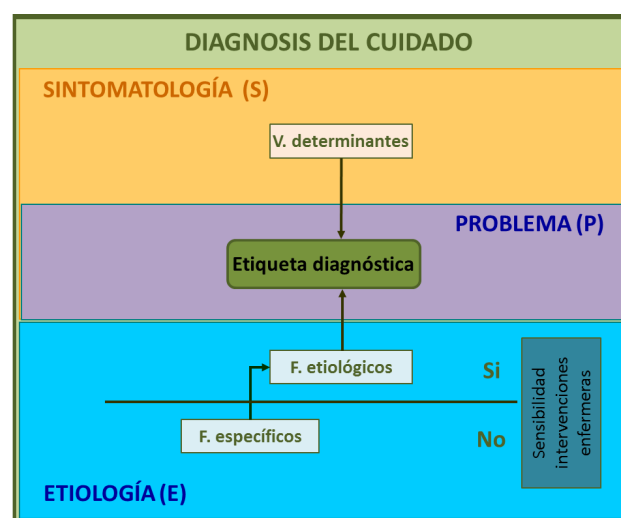 DIAGNOSIS DEL CUIDADO
SINTOMATOLOGÍA (S)
V. determinantes
PROBLEMA (P)
Etiqueta diagnóstica
F. etiológicos
Si
F. específicos
No
Sensibilidad
intervenciones
enfermeras
ETIOLOGÍA (E)